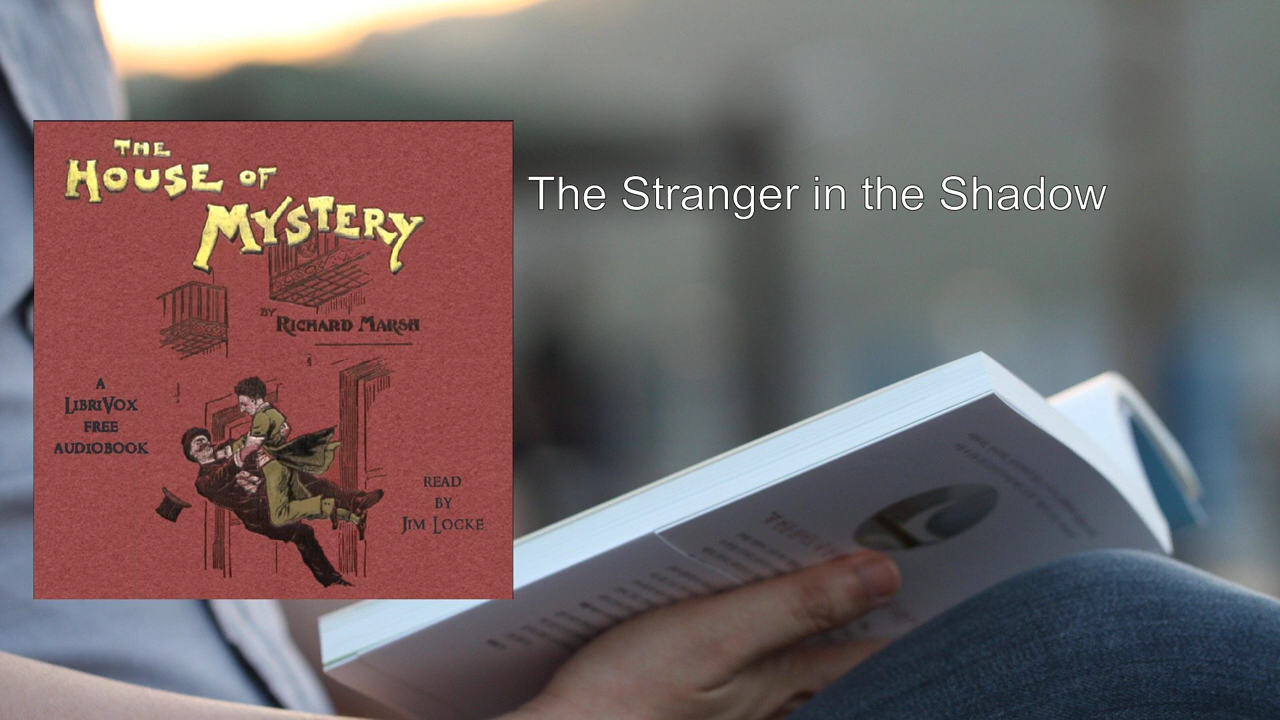 THE
HOUSE OF
MYSTERY
BY RICHARD MARSH
A
LIBRIVOX
FREE
AUDIOBOOK
READ
BY
JIM LOCKE
The Stranger in the Shadow